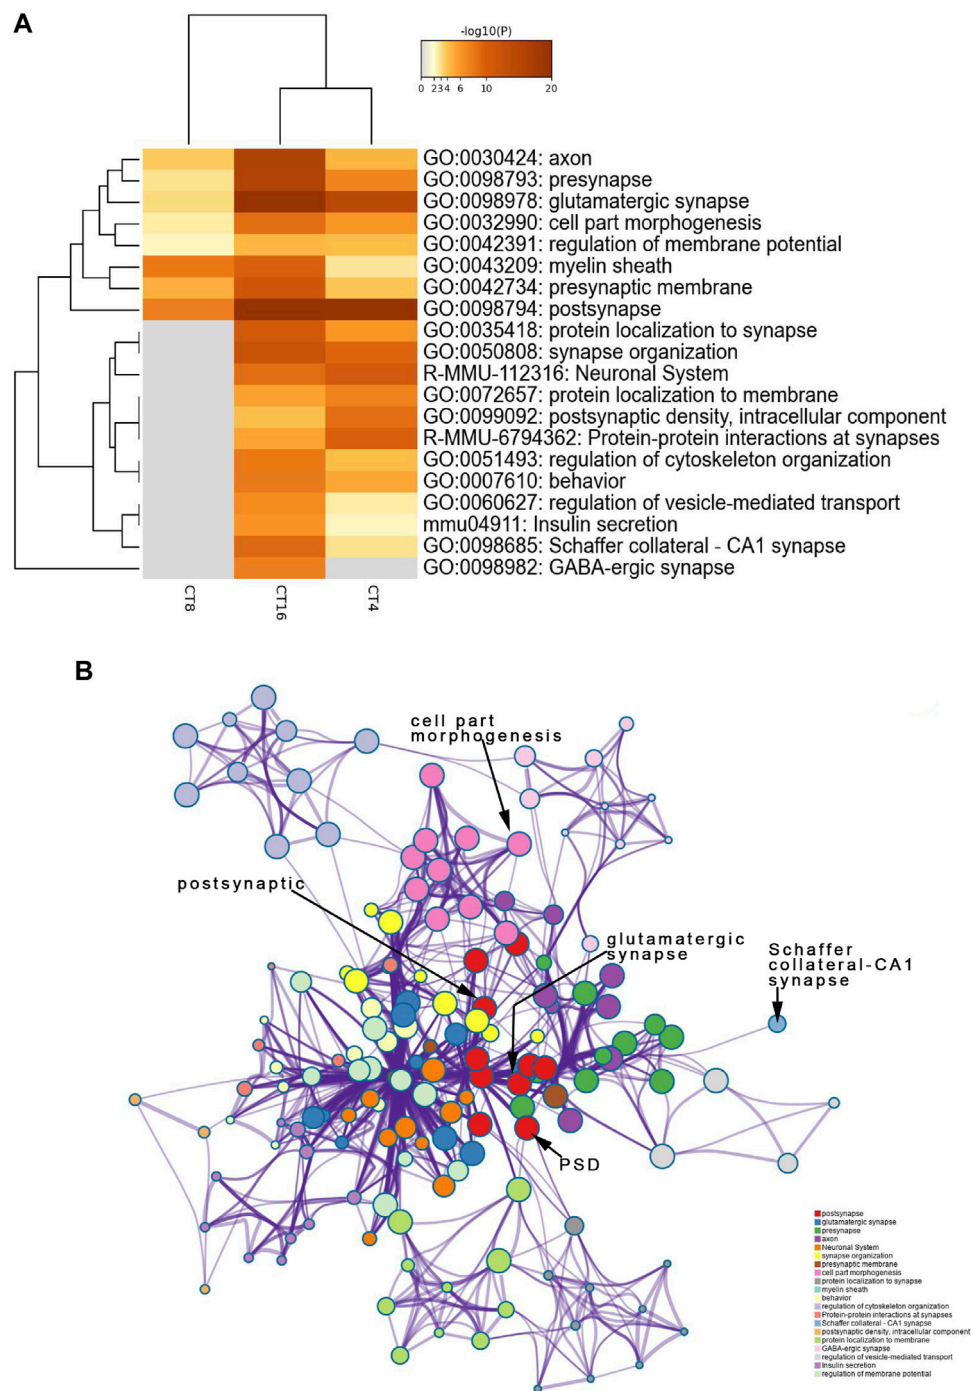 A
-log10(P)
0 2 3 4 6 10 20
GO:0030424: axon
GO:0098793: presynapse
GO:0098978: glutamatergic synapse
GO:0032990: cell part morphogenesis
GO:0042391: regulation of membrane potential
GO:0043209: myelin sheath
GO:0042734: presynaptic membrane
GO:0098794: postsynapse
GO:0035418: protein localization to synapse
GO:0050808: synapse organization
R-MMU-112316: Neuronal System
GO:0072657: protein localization to membrane
GO:0099092: postsynaptic density, intracellular component
R-MMU-6794362: Protein-protein interactions at synapses
GO:0051493: regulation of cytoskeleton organization
GO:0007610: behavior
GO:0060627: regulation of vesicle-mediated transport
mmu04911: Insulin secretion
GO:0098685: Schaffer collateral - CA1 synapse
GO:0098982: GABA-ergic synapse
CT8
CT16
CT4
B
cell part
morphogenesis
postsynaptic
glutamatergic
synapse
Schaffer
collateral-CA1
synapse
PSD
postsynapse
glutamatergic synapse
presynapse
axon
Neuronal System
synapse organization
presynaptic membrane
cell part morphogenesis
protein localization to synapse
myelin sheath
behavior
regulation of cytoskeleton organization
Protein-protein interactions at synapses
Schaffer collateral - CA1 synapse
postsynaptic density, intracellular component
protein localization to membrane
GABA-ergic synapse
regulation of vesicle-mediated transport
Insulin secretion
regulation of membrane potential